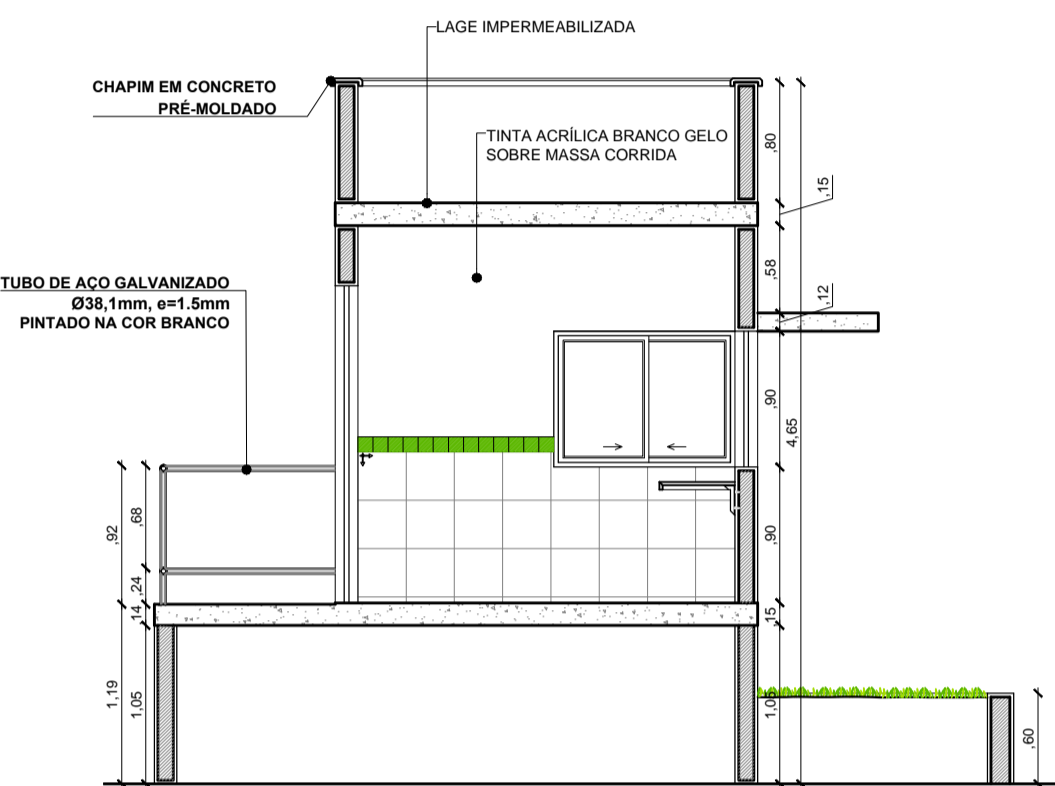 LAGE IMPERMEABILIZADA
CHAPIM EM CONCRETO
PRÉ-MOLDADO
TINTA ACRÍLICA BRANCO GELO
SOBRE MASSA CORRIDA
,80
,15
TUBO DE AÇO GALVANIZADO
Ø38,1mm, e=1.5mm
PINTADO NA COR BRANCO
,58
,12
,90
4,65
,92
,68
,24
,90
14
,15
1,19
1,05
1,05
,60